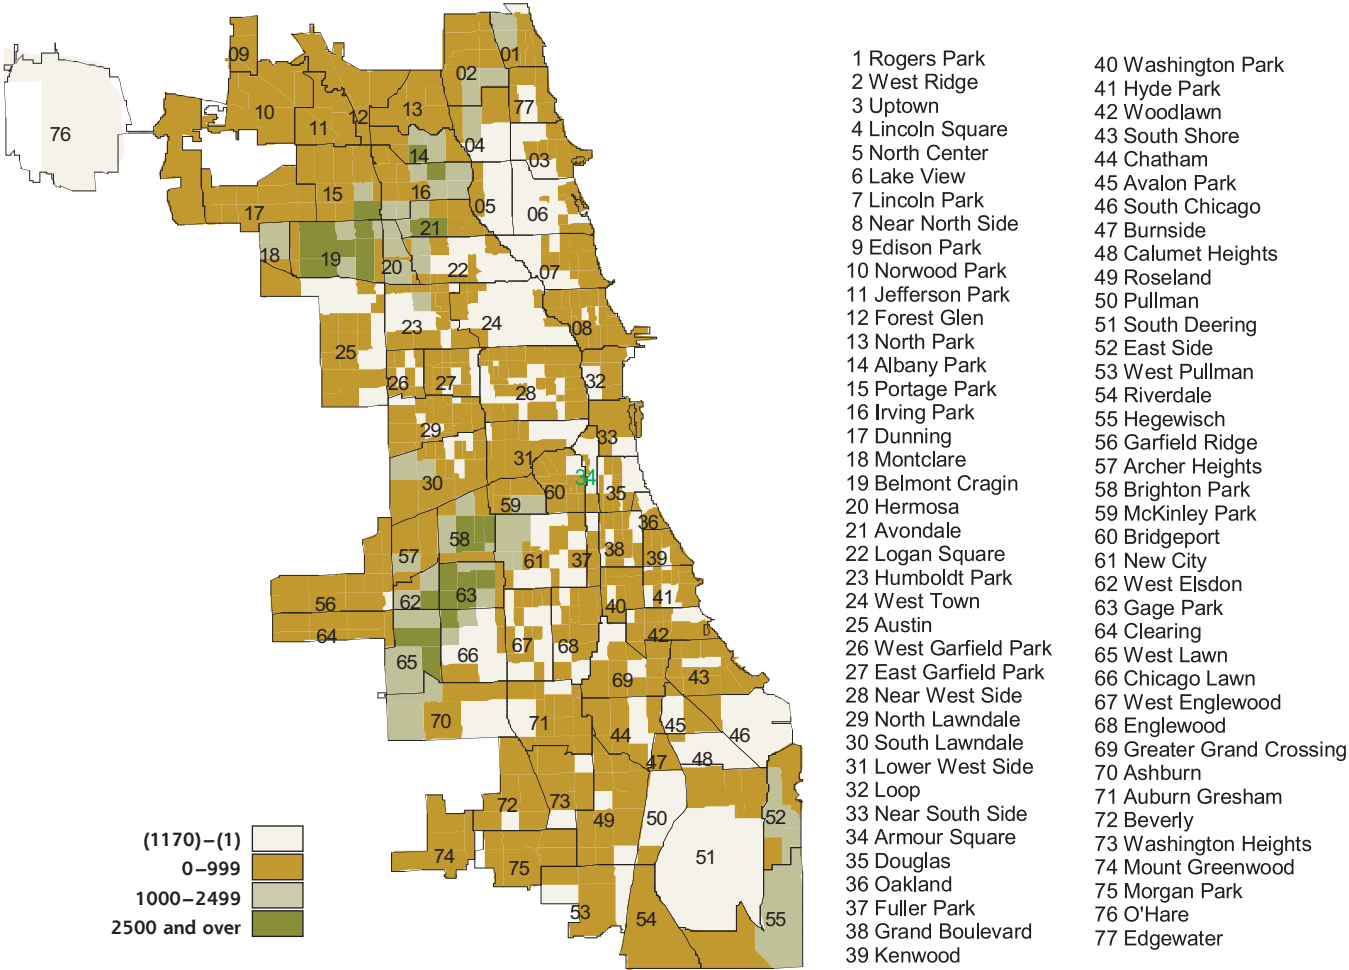 09
01
02
10
12
13
77
11
76
04
14
03
15
16
05
06
17
21
18
19
20
22
07
23
24
08
25
26
27
28
32
29
33
31
30
34
60
35
59
36
58
38
57
61
37
39
56
62
63
40
41
64
42
65
66
67
68
69
43
70
71
44
45
46
47
48
72
73
49
50
52
74
75
51
53
54
55
(1170)–(1)
0–999
1000–2499
2500 and over
1 Rogers Park
2 West Ridge
3 Uptown
4 Lincoln Square
5 North Center
6 Lake View
7 Lincoln Park
8 Near North Side
9 Edison Park
10 Norwood Park
11 Jefferson Park
12 Forest Glen
13 North Park
14 Albany Park
15 Portage Park
16 Irving Park
17 Dunning
18 Montclare
19 Belmont Cragin
20 Hermosa
21 Avondale
22 Logan Square
23 Humboldt Park
24 West Town
25 Austin
26 West Garfield Park
27 East Garfield Park
28 Near West Side
29 North Lawndale
30 South Lawndale
31 Lower West Side
32 Loop
33 Near South Side
34 Armour Square
35 Douglas
36 Oakland
37 Fuller Park
38 Grand Boulevard
39 Kenwood
40 Washington Park
41 Hyde Park
42 Woodlawn
43 South Shore
44 Chatham
45 Avalon Park
46 South Chicago
47 Burnside
48 Calumet Heights
49 Roseland
50 Pullman
51 South Deering
52 East Side
53 West Pullman
54 Riverdale
55 Hegewisch
56 Garfield Ridge
57 Archer Heights
58 Brighton Park
59 McKinley Park
60 Bridgeport
61 New City
62 West Elsdon
63 Gage Park
64 Clearing
65 West Lawn
66 Chicago Lawn
67 West Englewood
68 Englewood
69 Greater Grand Crossing
70 Ashburn
71 Auburn Gresham
72 Beverly
73 Washington Heights
74 Mount Greenwood
75 Morgan Park
76 O'Hare
77 Edgewater